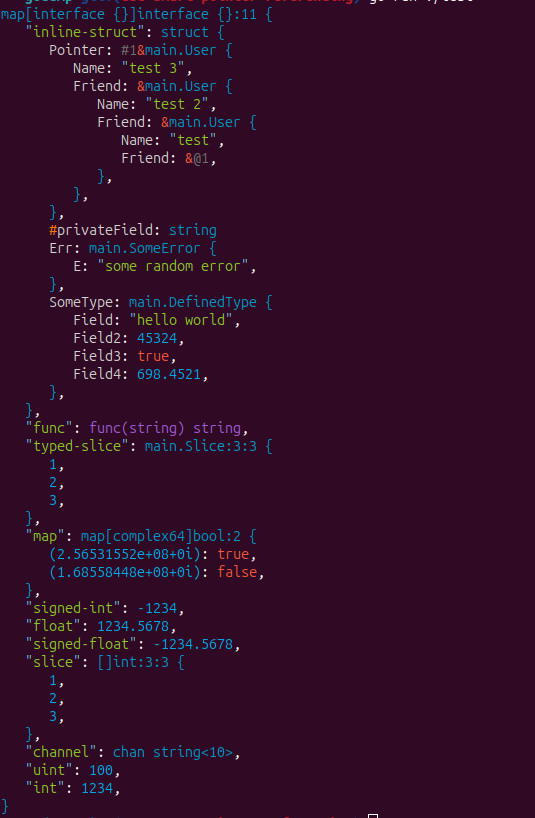 map[interface {}]interface {}:11 {
   "inline-struct": struct {
      Pointer: #1&main.User {
         Name: "test 3",
         Friend: &main.User {
            Name: "test 2",
            Friend: &main.User {
               Name: "test",
               Friend: &@1,
            },
         },
      },
      #privateField: string
      Err: main.SomeError {
         E: "some random error",
      },
      SomeType: main.DefinedType {
         Field: "hello world",
         Field2: 45324,
         Field3: true,
         Field4: 698.4521,
      },
   },
   "func": func(string) string,
   "typed-slice": main.Slice:3:3 {
      1,
      2,
      3,
   },
   "map": map[complex64]bool:2 {
      (2.56531552e+08+0i): true,
      (1.68558448e+08+0i): false,
   },
   "signed-int": -1234,
   "float": 1234.5678,
   "signed-float": -1234.5678,
   "slice": []int:3:3 {
      1,
      2,
      3,
   },
   "channel": chan string<10>,
   "uint": 100,
   "int": 1234,
}